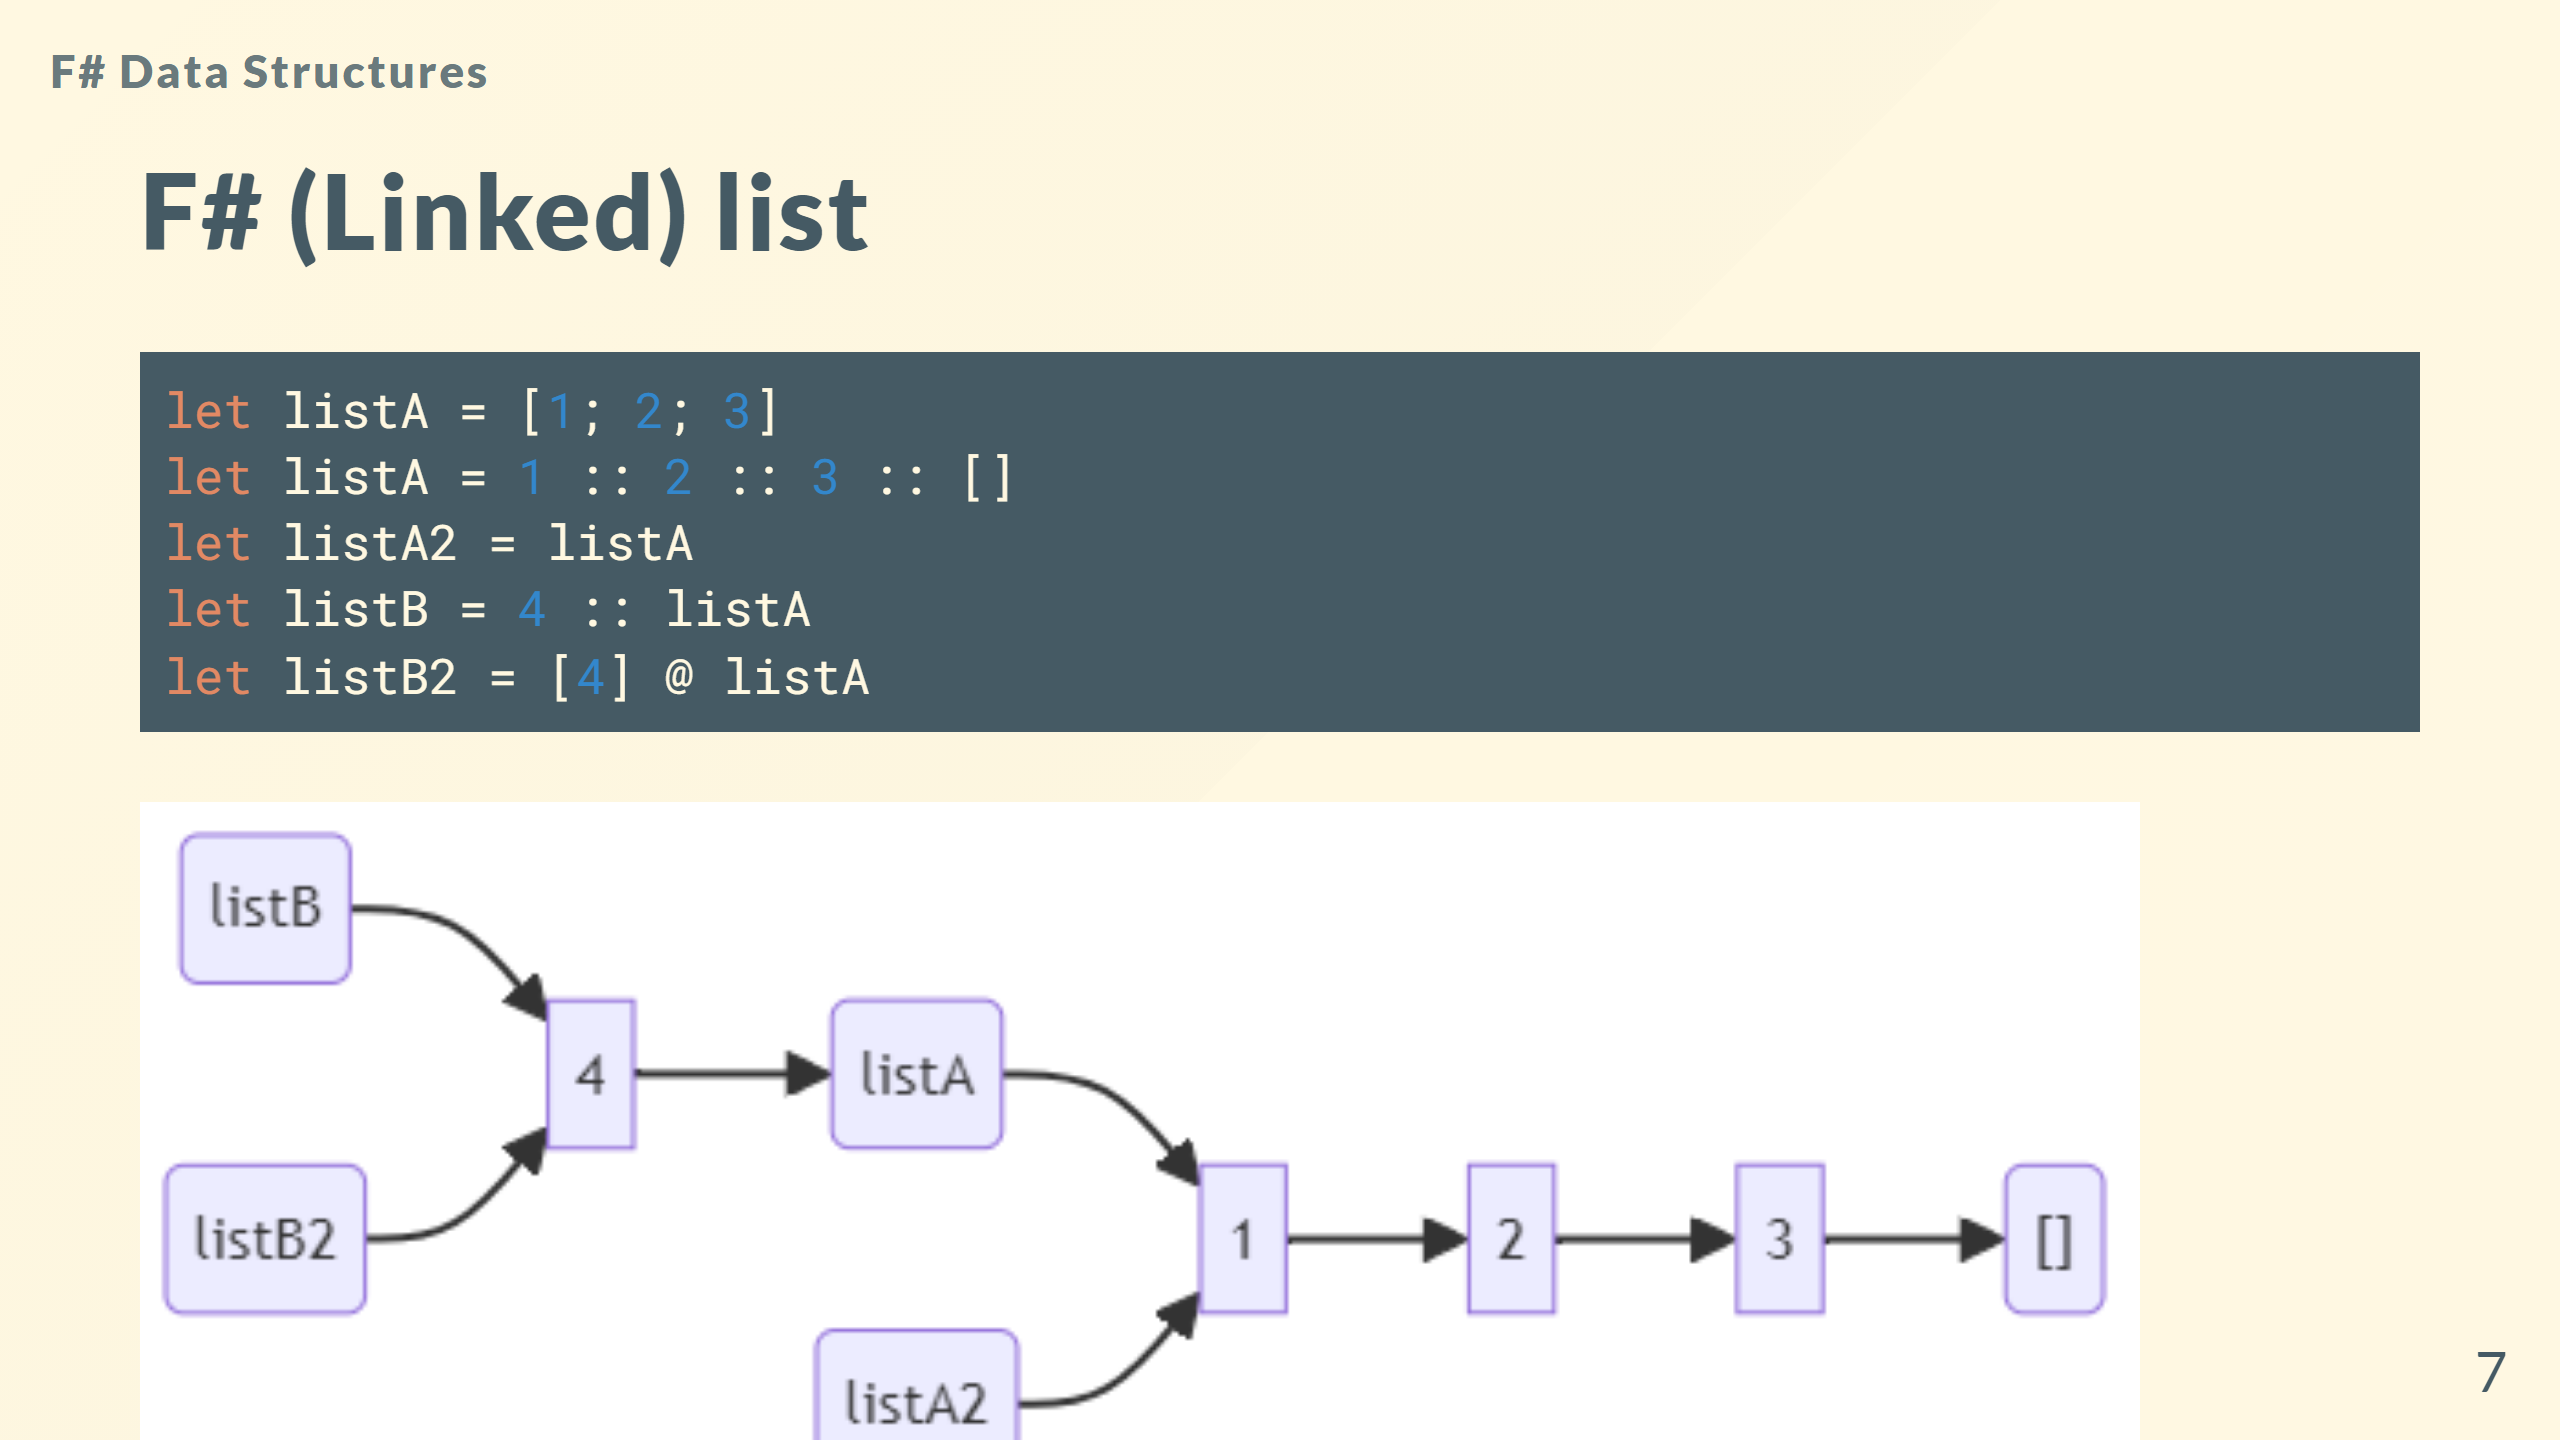 F# Data Structures
F# (Linked) list
let listA = [1; 2; 3]
let listA = 1 :: 2 :: 3 :: []
let listA2 = listA
let listB = 4 :: listA
let listB2 = [4] @ listA
listB
4
listA
listB2
1
2
3
[]
listA2
7